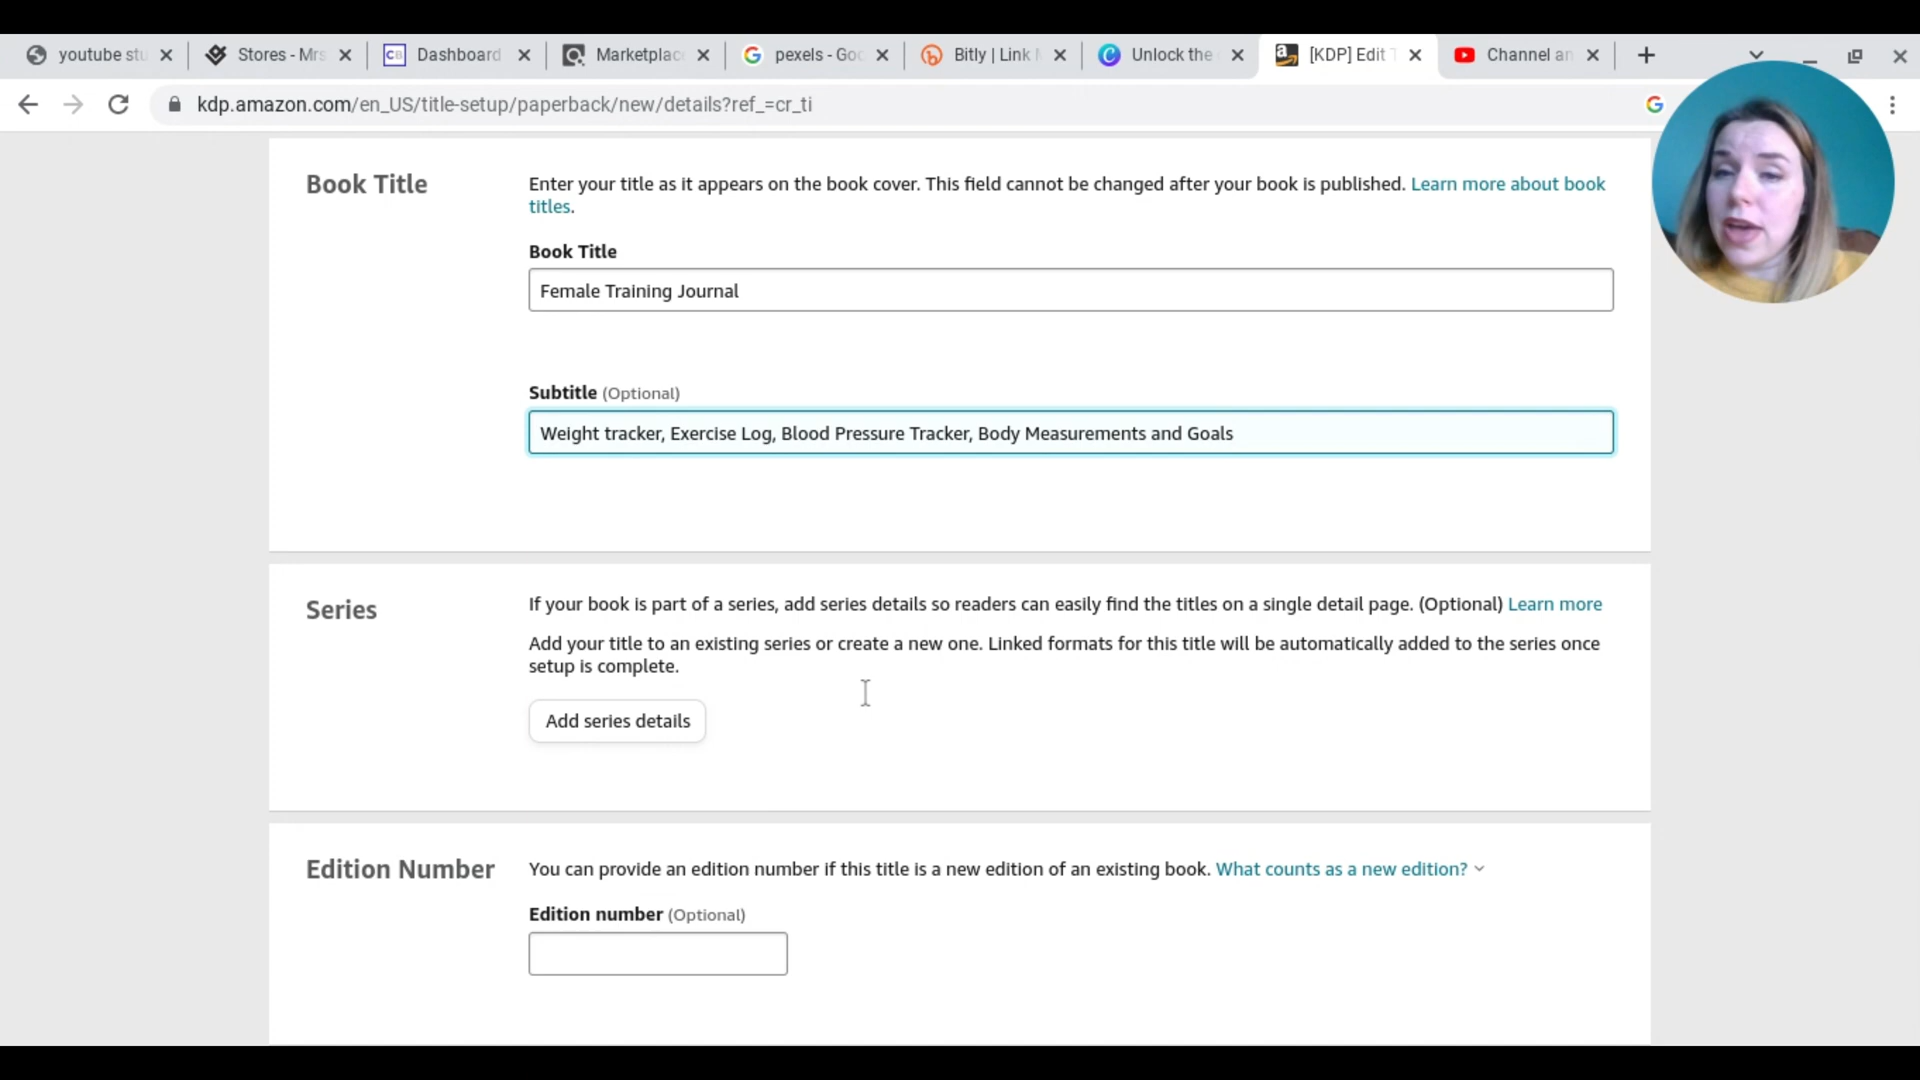 youtube stu
Stores - Mrs
Dashboard
Marketplac
pexels - Goo
Bitly | Link M
Unlock the
[KDP] Edit T
Channel an
kdp.amazon.com/en_US/title-setup/paperback/new/details?ref_=cr_ti
Book Title
Enter your title as it appears on the book cover. This field cannot be changed after your book is published. Learn more about book
titles.
Book Title
Female Training Journal
Subtitle (Optional)
Weight tracker, Exercise Log, Blood Pressure Tracker, Body Measurements and Goals
Series
If your book is part of a series, add series details so readers can easily find the titles on a single detail page. (Optional) Learn more
Add your title to an existing series or create a new one. Linked formats for this title will be automatically added to the series once
setup is complete.
Add series details
Edition Number
You can provide an edition number if this title is a new edition of an existing book. What counts as a new edition?
Edition number (Optional)